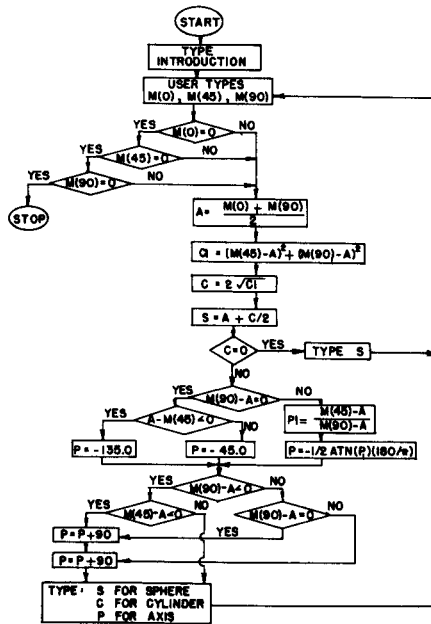 START
TYPE
INTRODUCTION
USER TYPES
M(0), M(45), M(90)
YES
M(0)=0
NO
YES
M(45)=0
NO
YES
M(90)=0
NO
STOP
A= M(0) + M(90)
2
C1 = (M(45)-A)² + (M(90)-A)²
C = 2 √C1
S = A + C/2
C=0
YES
TYPE S
NO
YES
M(90)-A=0
NO
YES
A-M(45)<0
NO
P1= M(45)-A
M(90)-A
P = -135.0
P = -45.0
P=-1/2 ATN(P1)(180/π)
YES
M(90)-A<0
NO
YES
M(45)-A<0
NO
M(90)-A=0
NO
YES
P=P+90
P=P+90
TYPE: S FOR SPHERE
C FOR CYLINDER
P FOR AXIS